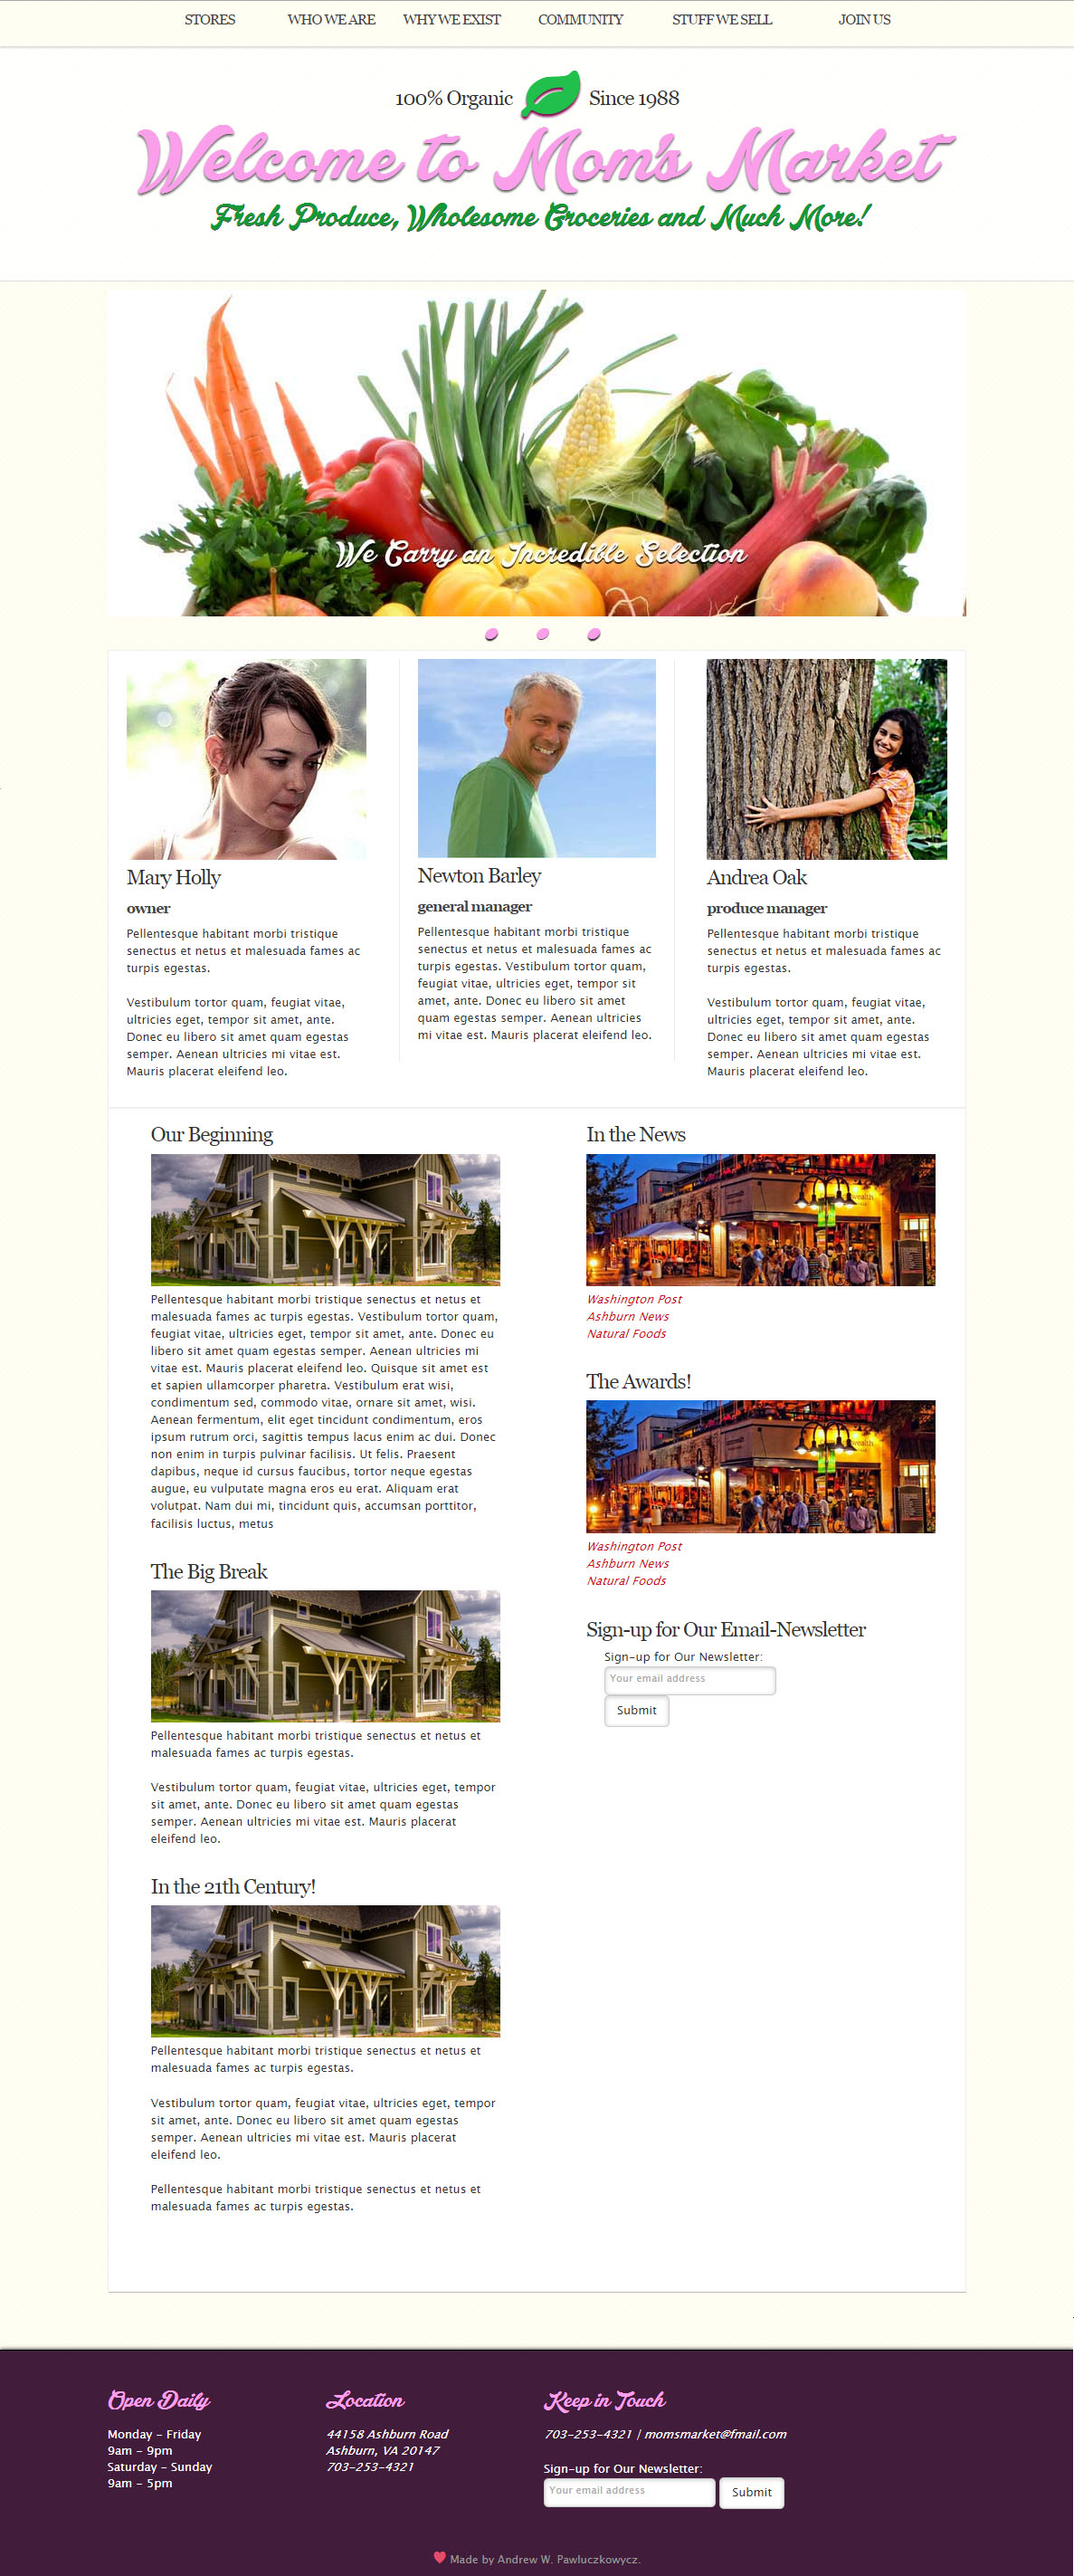 STORES WHO WE ARE WHY WE EXIST COMMUNITY STUFF WE SELL JOIN US
100% Organic Since 1988
Welcome to Mom's Market
Fresh Produce, Wholesome Groceries and Much More!
We Carry an Incredible Selection
Mary Holly
owner
Pellentesque habitant morbi tristique
senectus et netus et malesuada fames ac
turpis egestas.
Vestibulum tortor quam, feugiat vitae,
ultricies eget, tempor sit amet, ante.
Donec eu libero sit amet quam egestas
semper. Aenean ultricies mi vitae est.
Mauris placerat eleifend leo.
Newton Barley
general manager
Pellentesque habitant morbi tristique
senectus et netus et malesuada fames ac
turpis egestas. Vestibulum tortor quam,
feugiat vitae, ultricies eget, tempor sit
amet, ante. Donec eu libero sit amet
quam egestas semper. Aenean ultricies
mi vitae est. Mauris placerat eleifend leo.
Andrea Oak
produce manager
Pellentesque habitant morbi tristique
senectus et netus et malesuada fames ac
turpis egestas.
Vestibulum tortor quam, feugiat vitae,
ultricies eget, tempor sit amet, ante.
Donec eu libero sit amet quam egestas
semper. Aenean ultricies mi vitae est.
Mauris placerat eleifend leo.
Our Beginning
Pellentesque habitant morbi tristique senectus et netus et
malesuada fames ac turpis egestas. Vestibulum tortor quam,
feugiat vitae, ultricies eget, tempor sit amet, ante. Donec eu
libero sit amet quam egestas semper. Aenean ultricies mi
vitae est. Mauris placerat eleifend leo. Quisque sit amet est
et sapien ullamcorper pharetra. Vestibulum erat wisi,
condimentum sed, commodo vitae, ornare sit amet, wisi.
Aenean fermentum, elit eget tincidunt condimentum, eros
ipsum rutrum orci, sagittis tempus lacus enim ac dui. Donec
non enim in turpis pulvinar facilisis. Ut felis. Praesent
dapibus, neque id cursus faucibus, tortor neque egestas
augue, eu vulputate magna eros eu erat. Aliquam erat
volutpat. Nam dui mi, tincidunt quis, accumsan porttitor,
facilisis luctus, metus
The Big Break
Pellentesque habitant morbi tristique senectus et netus et
malesuada fames ac turpis egestas.
Vestibulum tortor quam, feugiat vitae, ultricies eget, tempor
sit amet, ante. Donec eu libero sit amet quam egestas
semper. Aenean ultricies mi vitae est. Mauris placerat
eleifend leo.
In the 21th Century!
Pellentesque habitant morbi tristique senectus et netus et
malesuada fames ac turpis egestas.
Vestibulum tortor quam, feugiat vitae, ultricies eget, tempor
sit amet, ante. Donec eu libero sit amet quam egestas
semper. Aenean ultricies mi vitae est. Mauris placerat
eleifend leo.
Pellentesque habitant morbi tristique senectus et netus et
malesuada fames ac turpis egestas.
In the News
wealth
Washington Post
Ashburn News
Natural Foods
The Awards!
wealth
Washington Post
Ashburn News
Natural Foods
Sign-up for Our Email-Newsletter
Sign-up for Our Newsletter:
Your email address
Submit
Open Daily
Monday - Friday
9am - 9pm
Saturday - Sunday
9am - 5pm
Location
44158 Ashburn Road
Ashburn, VA 20147
703-253-4321
Keep in Touch
703-253-4321 | momsmarket@fmail.com
Sign-up for Our Newsletter:
Your email address Submit
Made by Andrew W. Pawluczkowycz.